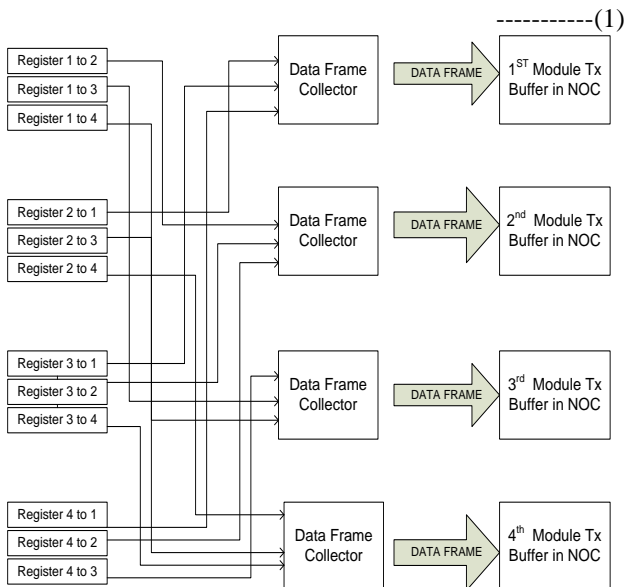 -----------(1)
Register 1 to 2
Register 1 to 3
Register 1 to 4
Data Frame
Collector
DATA FRAME
1ST Module Tx
Buffer in NOC
Register 2 to 1
Register 2 to 3
Register 2 to 4
Data Frame
Collector
DATA FRAME
2nd Module Tx
Buffer in NOC
Register 3 to 1
Register 3 to 2
Register 3 to 4
Data Frame
Collector
DATA FRAME
3rd Module Tx
Buffer in NOC
Register 4 to 1
Register 4 to 2
Register 4 to 3
Data Frame
Collector
DATA FRAME
4th Module Tx
Buffer in NOC